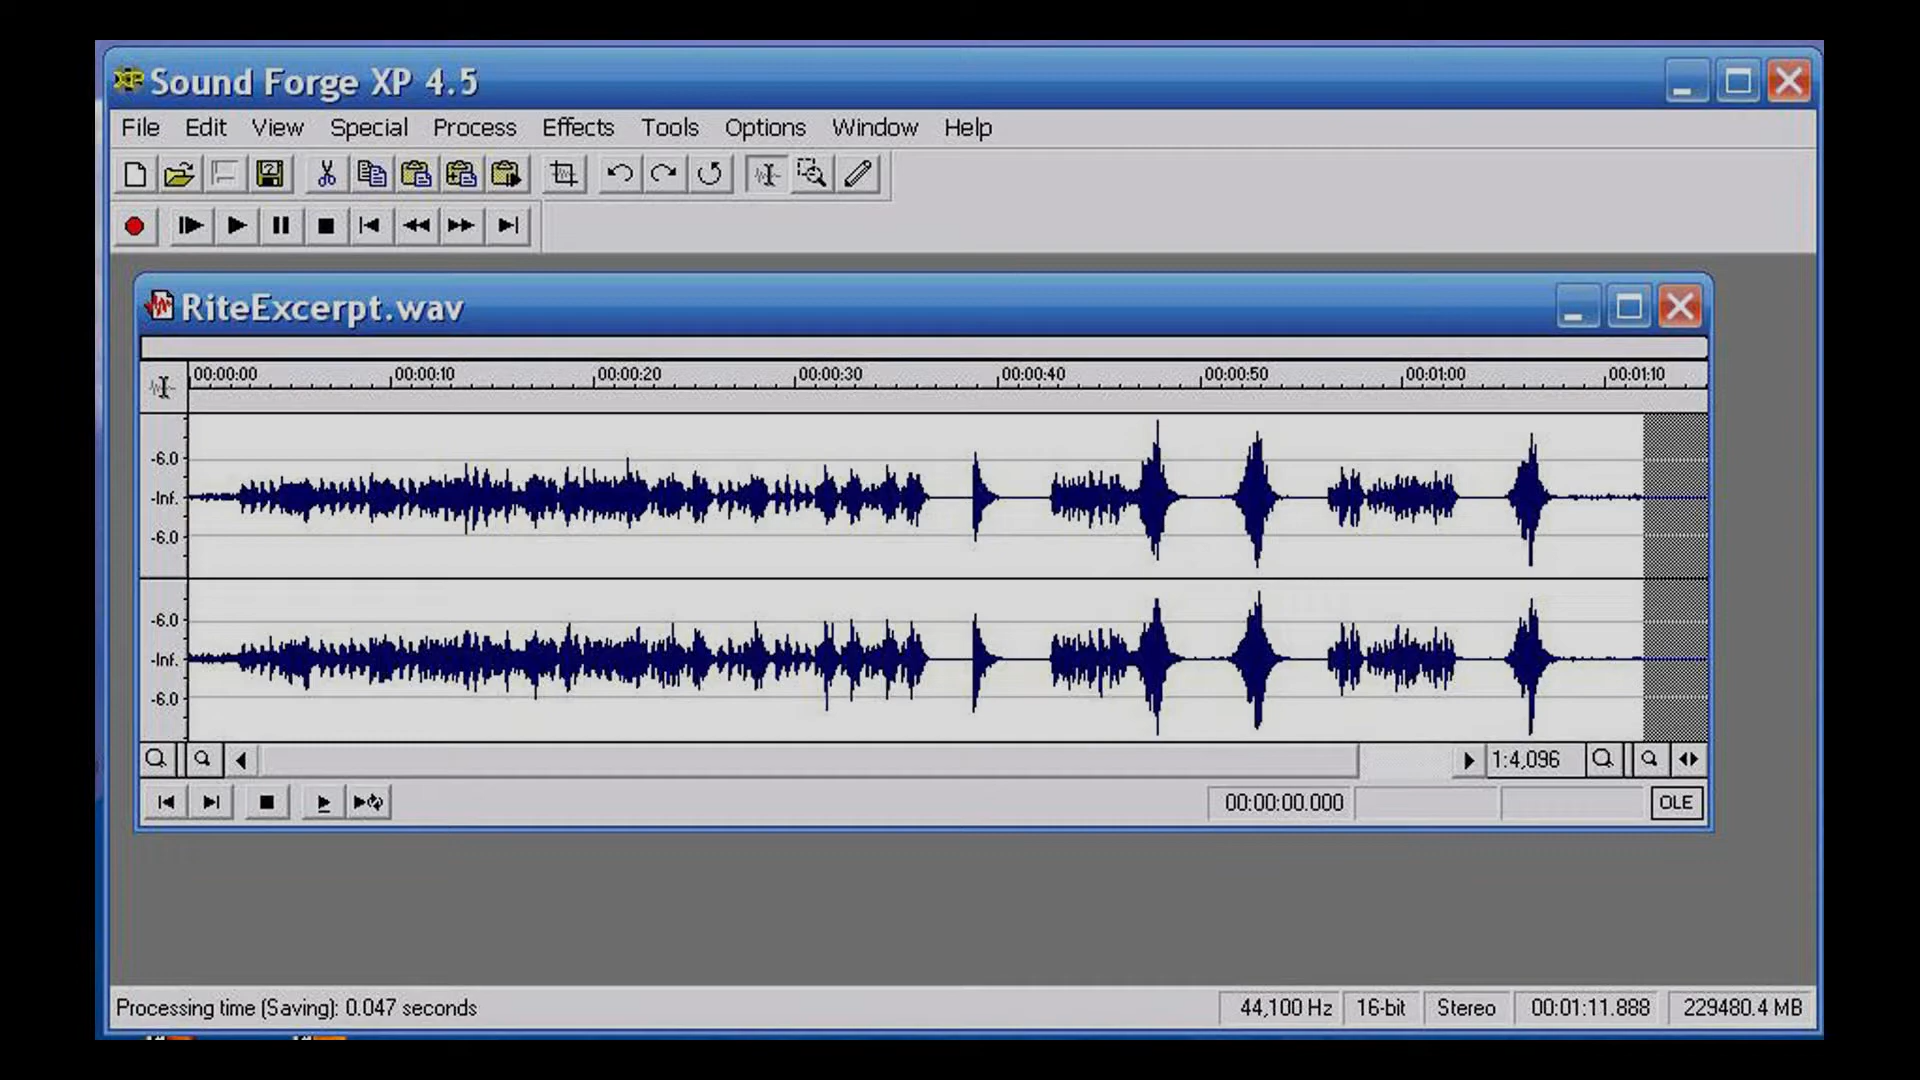 Sound Forge XP 4.5
File Edit View Special Process Effects Tools Options Window Help
RiteExcerpt.wav
00:00:00 00:00:10 00:00:20 00:00:30 00:00:40 00:00:50 00:01:00 00:01:10
-6.0
-Inf.
-6.0
-6.0
-Inf.
-6.0
1:4,096
00:00:00.000 OLE
Processing time (Saving): 0.047 seconds 44,100 Hz 16-bit Stereo 00:01:11.888 229480.4 MB